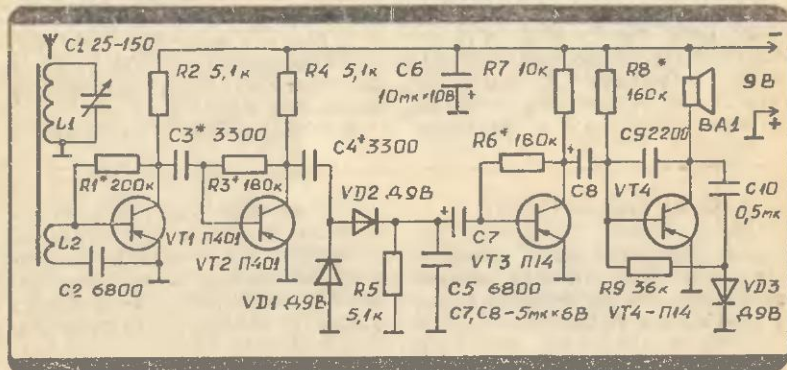 C1 25-150
R2 5,1к
R4 5,1к
C6
10мк×10В
+
R7 10к
R8*
160к
-
9В
+
BA1
L1
C3* 3300
C4* 3300
R6* 180к
+
C8
C9 2200
R1* 200к
R3* 180к
VD2 Д9В
+
C7
VT4
C10
0,5мк
L2
VT1 П401
VT2 П401
VT3 П14
C2 6800
VD1 Д9В
R5
5,1к
C5 6800
C7, C8-5мк×6В
R9 36к
VT4-П14
VD3
Д9В